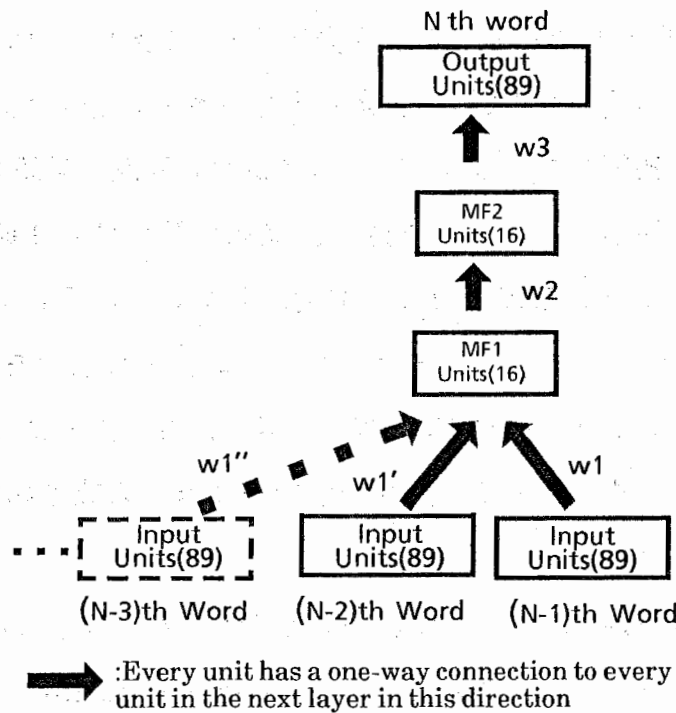 N th word
Output
Units(89)
w3
MF2
Units(16)
w2
MF1
Units(16)
w1''
w1'
w1
Input
Units(89)
Input
Units(89)
Input
Units(89)
(N-3)th Word
(N-2)th Word
(N-1)th Word
:Every unit has a one-way connection to every
unit in the next layer in this direction